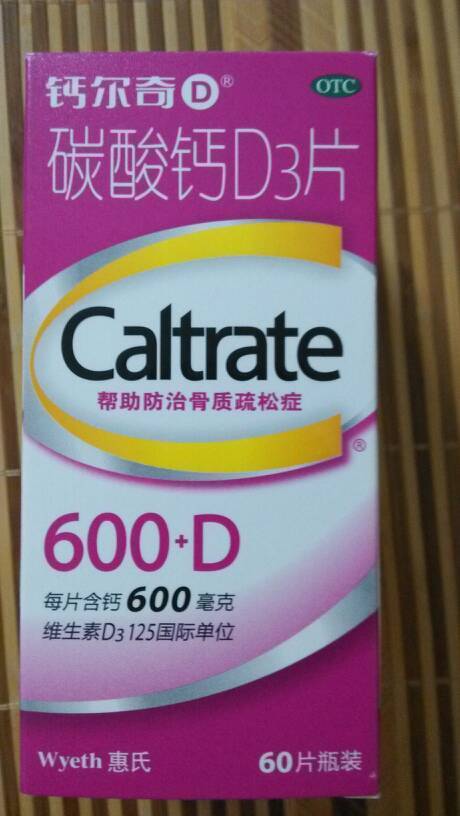 钙尔奇D®
OTC
碳酸钙D3片
Caltrate
帮助防治骨质疏松症
®
600+D
每片含钙600毫克
维生素D3 125国际单位
Wyeth 惠氏
60片瓶装